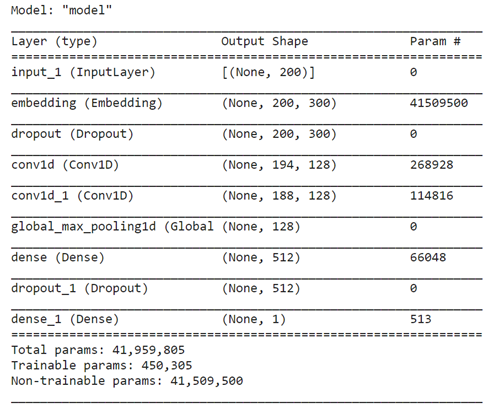 Model: "model"
Layer (type) Output Shape Param #
input_1 (InputLayer) [(None, 200)] 0
embedding (Embedding) (None, 200, 300) 41509500
dropout (Dropout) (None, 200, 300) 0
conv1d (Conv1D) (None, 194, 128) 268928
conv1d_1 (Conv1D) (None, 188, 128) 114816
global_max_pooling1d (Global (None, 128) 0
dense (Dense) (None, 512) 66048
dropout_1 (Dropout) (None, 512) 0
dense_1 (Dense) (None, 1) 513
Total params: 41,959,805
Trainable params: 450,305
Non-trainable params: 41,509,500